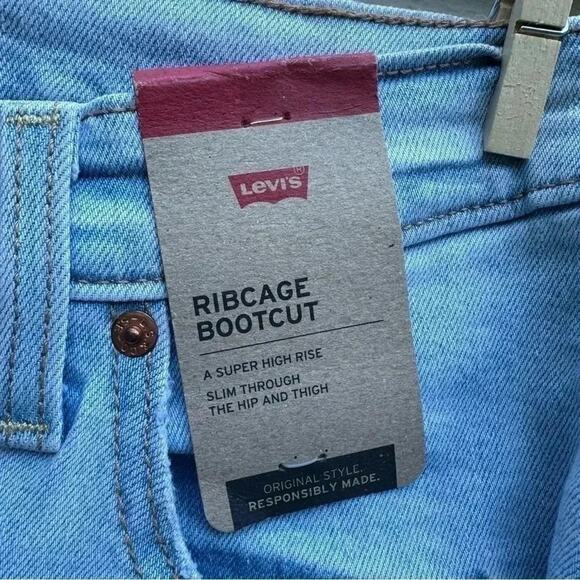 LEVI'S®
RIBCAGE
BOOTCUT
A SUPER HIGH RISE
SLIM THROUGH
THE HIP AND THIGH
ORIGINAL STYLE.
RESPONSIBLY MADE.